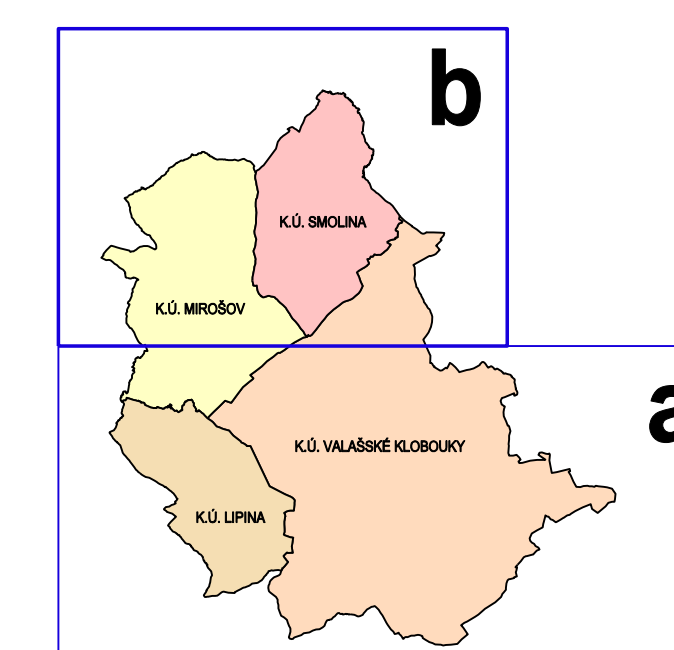 b
K.Ú. SMOLINA
K.Ú. MIROŠOV
a
K.Ú. VALAŠSKÉ KLOBOUKY
K.Ú. LIPINA